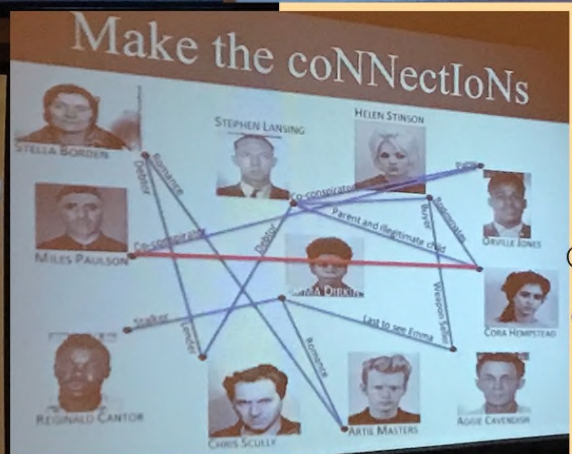 Make the coNNectIoNs
STELLA BORDEN
STEPHEN LANSING
HELEN STINSON
Romance
Debtor
Co-conspirator
Parent and illegitimate child
Roommates
Buyer
ORVILLE JONES
MILES PAULSON
Co-conspirator
Debtor
DIRKIN
Weapon Seller
CORA HEMPSTEAD
Stalker
Lender
Romance
Last to see Emma
REGINALD CANTOR
CHRIS SCULLY
ARTIE MASTERS
AGGIE CAVENDISH